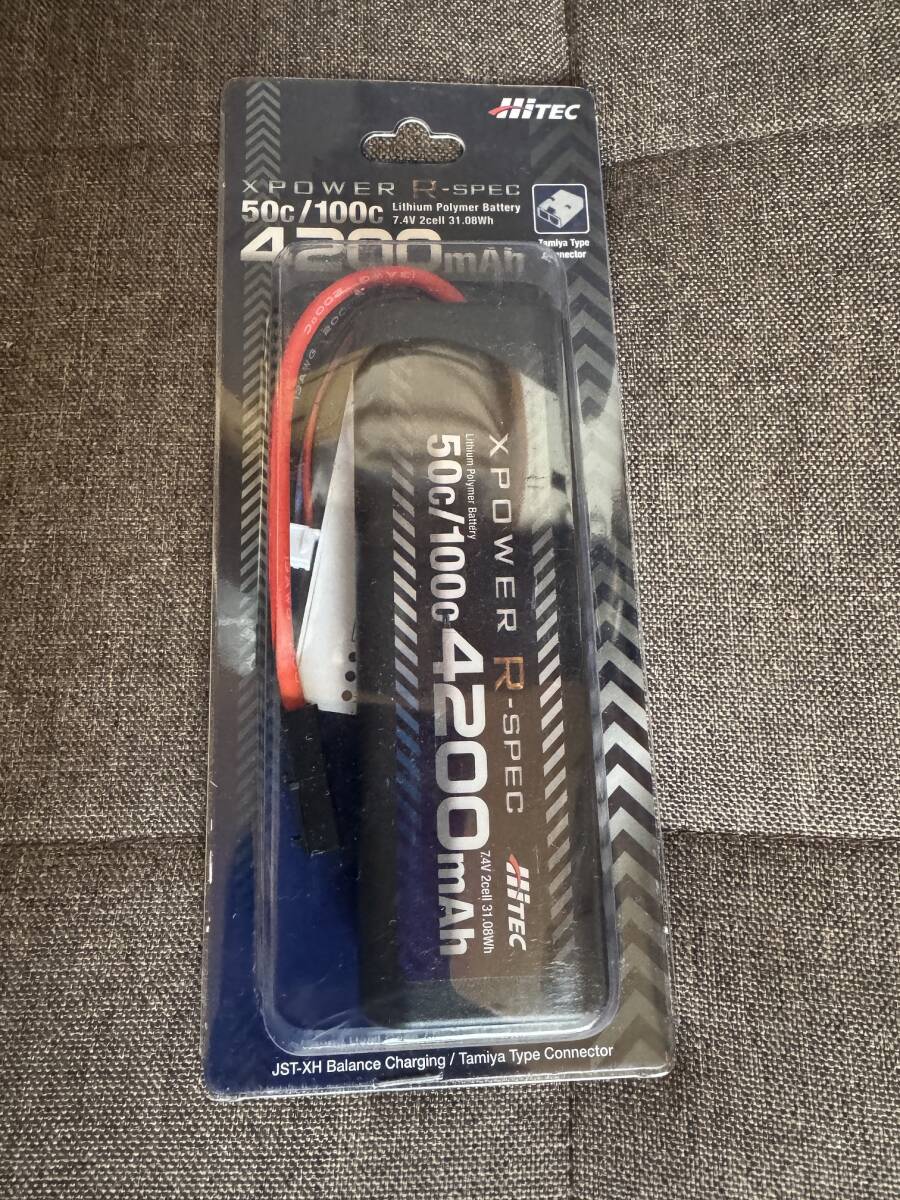 HiTEC
XPOWER R-SPEC
50c/100c
Lithium Polymer Battery
7.4V 2cell 31.08Wh
4200mAh
Tamiya Type
Connector
XPOWER R-SPEC
Lithium Polymer Battery
50c/100c 4200mAh
7.4V 2cell 31.08Wh
HiTEC
JST-XH Balance Charging / Tamiya Type Connector